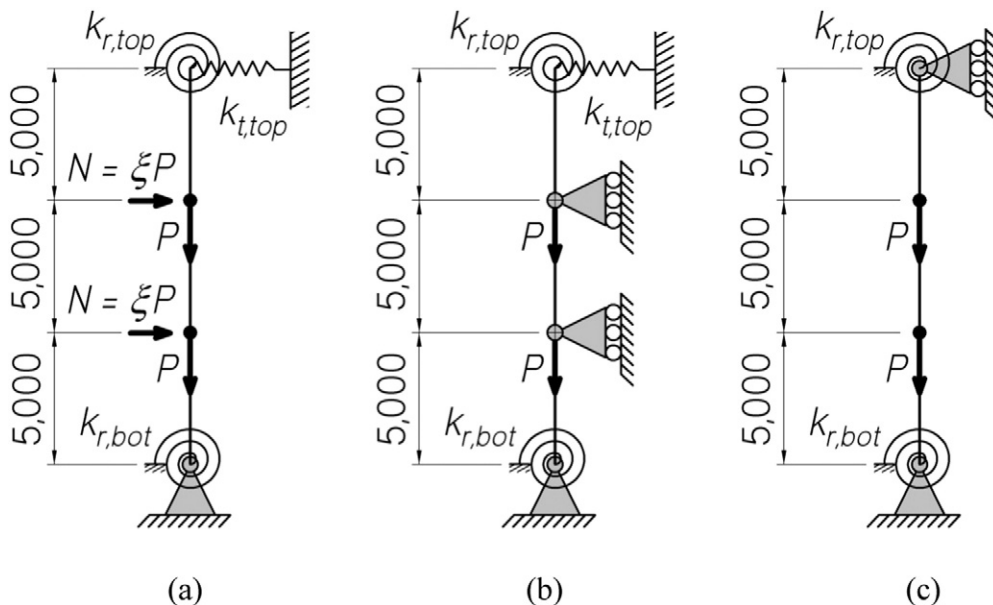 k_{r,top}
k_{t,top}
5,000
N = ξP
P
5,000
N = ξP
P
5,000
k_{r,bot}
(a)
k_{r,top}
k_{t,top}
5,000
P
5,000
P
5,000
k_{r,bot}
(b)
k_{r,top}
5,000
P
5,000
P
5,000
k_{r,bot}
(c)